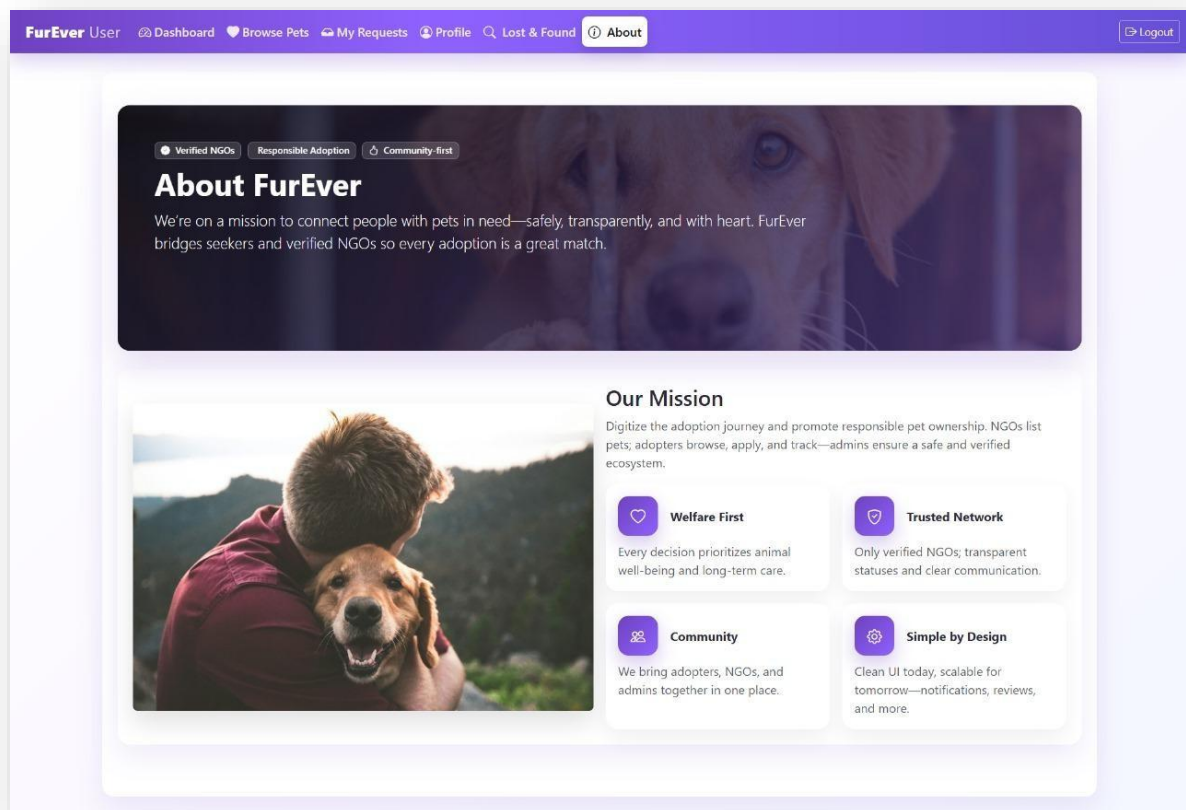 FurEver User Dashboard Browse Pets My Requests Profile Lost & Found About Logout
Verified NGOs Responsible Adoption Community-first
About FurEver
We're on a mission to connect people with pets in need—safely, transparently, and with heart. FurEver
bridges seekers and verified NGOs so every adoption is a great match.
Our Mission
Digitize the adoption journey and promote responsible pet ownership. NGOs list
pets; adopters browse, apply, and track—admins ensure a safe and verified
ecosystem.
Welfare First
Every decision prioritizes animal
well-being and long-term care.
Trusted Network
Only verified NGOs; transparent
statuses and clear communication.
Community
We bring adopters, NGOs, and
admins together in one place.
Simple by Design
Clean UI today, scalable for
tomorrow—notifications, reviews,
and more.